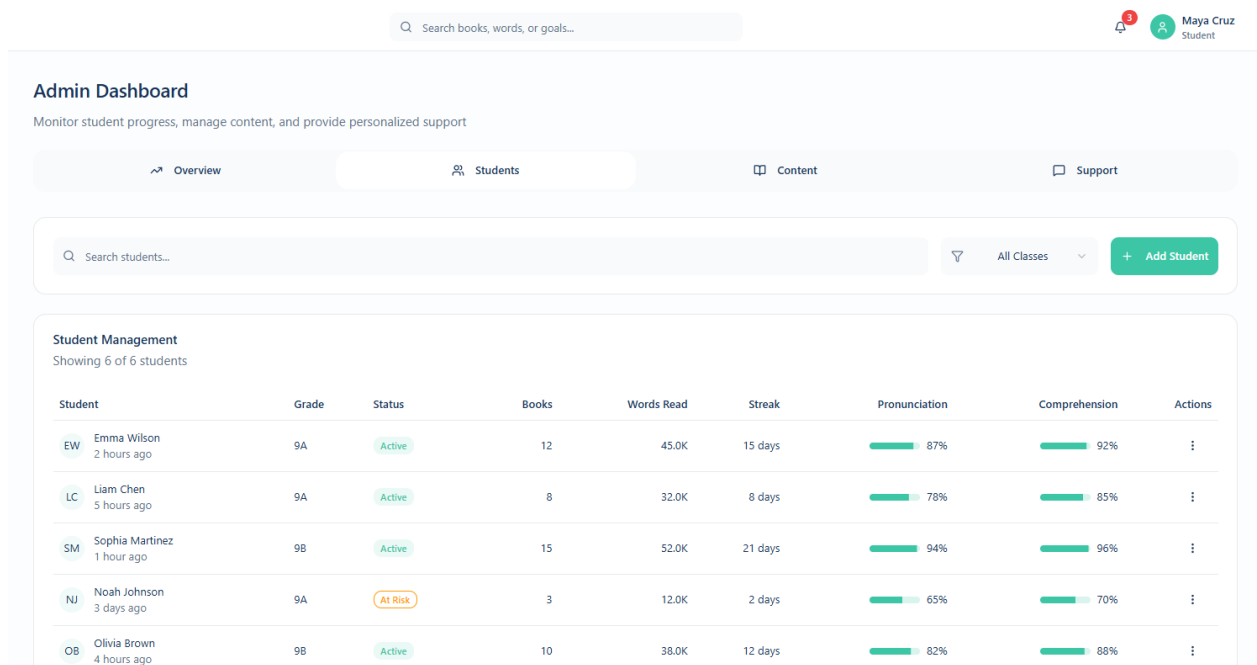 Search books, words, or goals...
3
Maya Cruz
Student
Admin Dashboard
Monitor student progress, manage content, and provide personalized support
Overview
Students
Content
Support
Search students...
All Classes
+ Add Student
Student Management
Showing 6 of 6 students
Student Grade Status Books Words Read Streak Pronunciation Comprehension Actions
EW Emma Wilson 9A Active 12 45.0K 15 days 87% 92%
2 hours ago
LC Liam Chen 9A Active 8 32.0K 8 days 78% 85%
5 hours ago
SM Sophia Martinez 9B Active 15 52.0K 21 days 94% 96%
1 hour ago
NJ Noah Johnson 9A At Risk 3 12.0K 2 days 65% 70%
3 days ago
OB Olivia Brown 9B Active 10 38.0K 12 days 82% 88%
4 hours ago